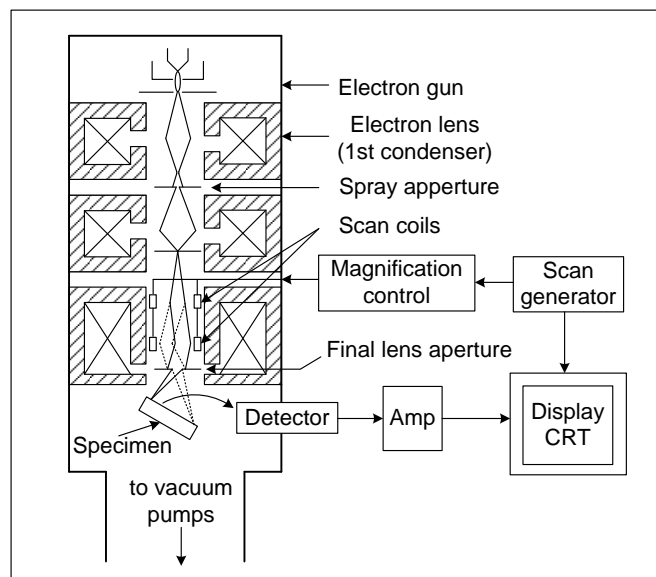 Electron gun
Electron lens
(1st condenser)
Spray apperture
Scan coils
Magnification
control
Scan
generator
Final lens aperture
Detector
Amp
Display
CRT
Specimen
to vacuum
pumps